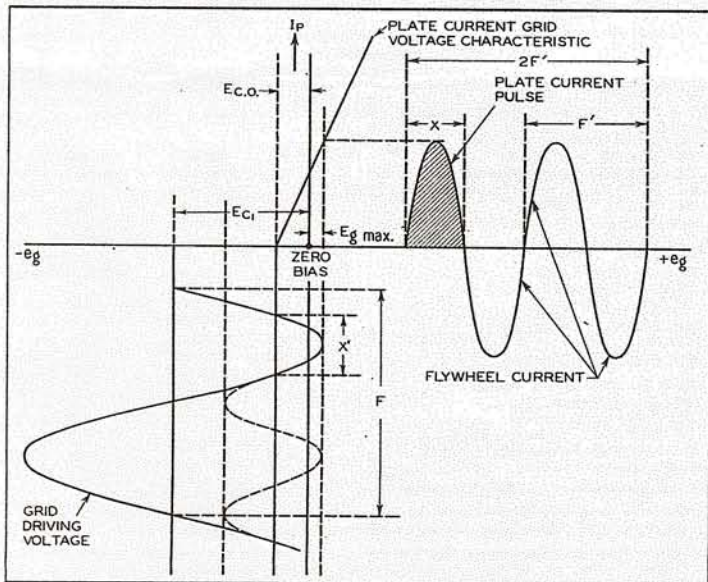 Ip
PLATE CURRENT GRID
VOLTAGE CHARACTERISTIC
2F'
PLATE CURRENT
PULSE
EC.O.
X
F'
EC1
Eg max.
-eg
ZERO
BIAS
+eg
X'
F
FLYWHEEL CURRENT
GRID
DRIVING
VOLTAGE